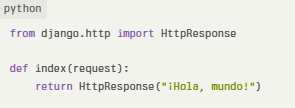 python
from django.http import HttpResponse
def index(request):
    return HttpResponse("¡Hola, mundo!")